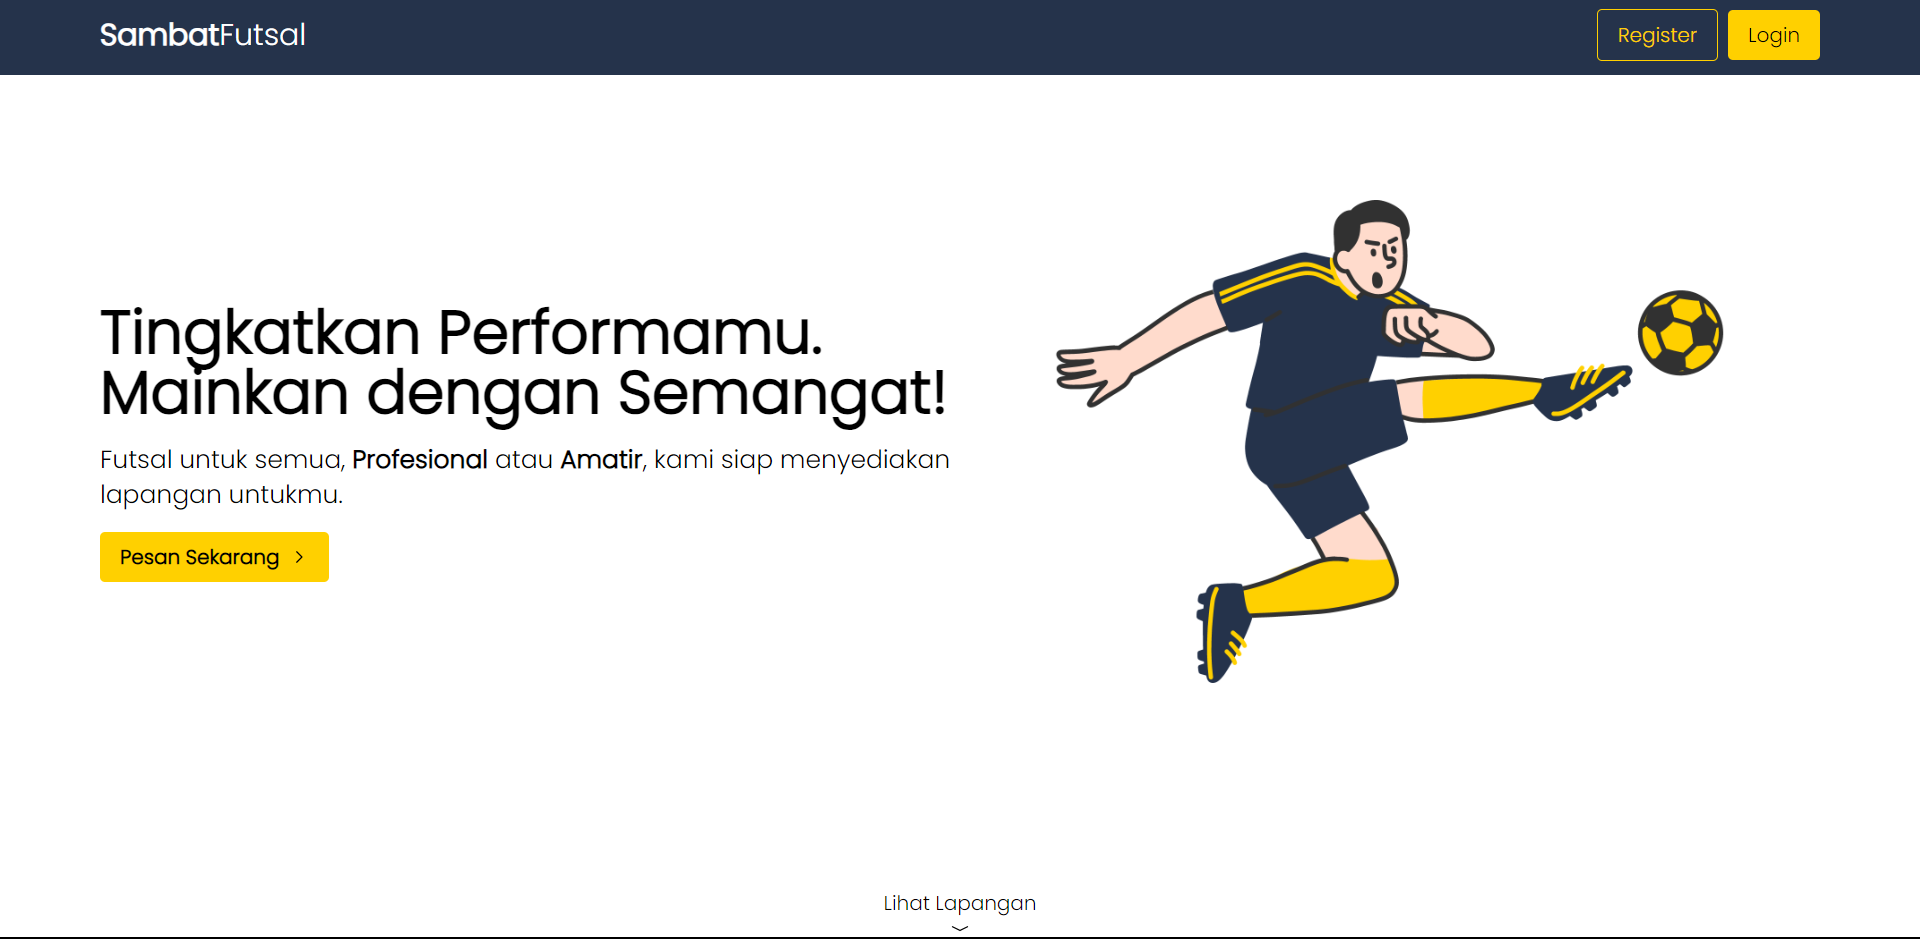 SambatFutsal
Register
Login
Tingkatkan Performamu.
Mainkan dengan Semangat!
Futsal untuk semua, Profesional atau Amatir, kami siap menyediakan
lapangan untukmu.
Pesan Sekarang
Lihat Lapangan